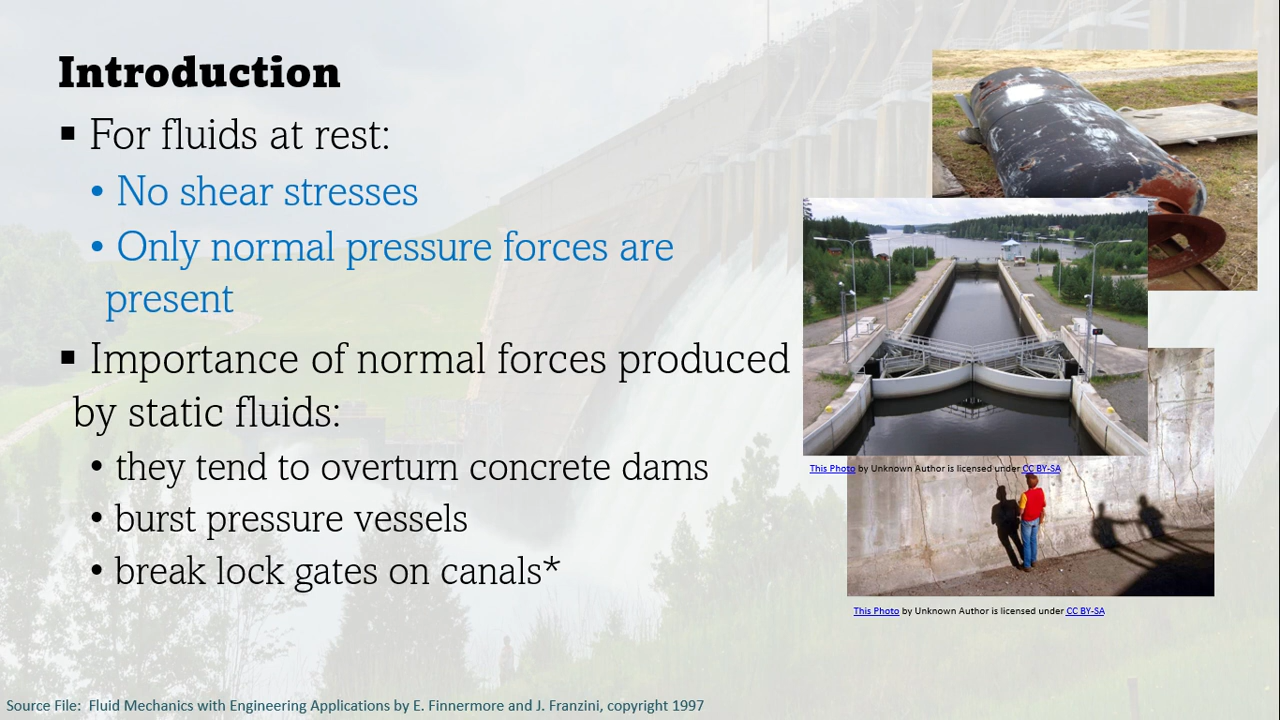 Introduction
▪ For fluids at rest:
• No shear stresses
• Only normal pressure forces are
present
▪ Importance of normal forces produced
by static fluids:
• they tend to overturn concrete dams
• burst pressure vessels
• break lock gates on canals*
This Photo by Unknown Author is licensed under CC BY-SA
This Photo by Unknown Author is licensed under CC BY-SA
Source File: Fluid Mechanics with Engineering Applications by E. Finnermore and J. Franzini, copyright 1997